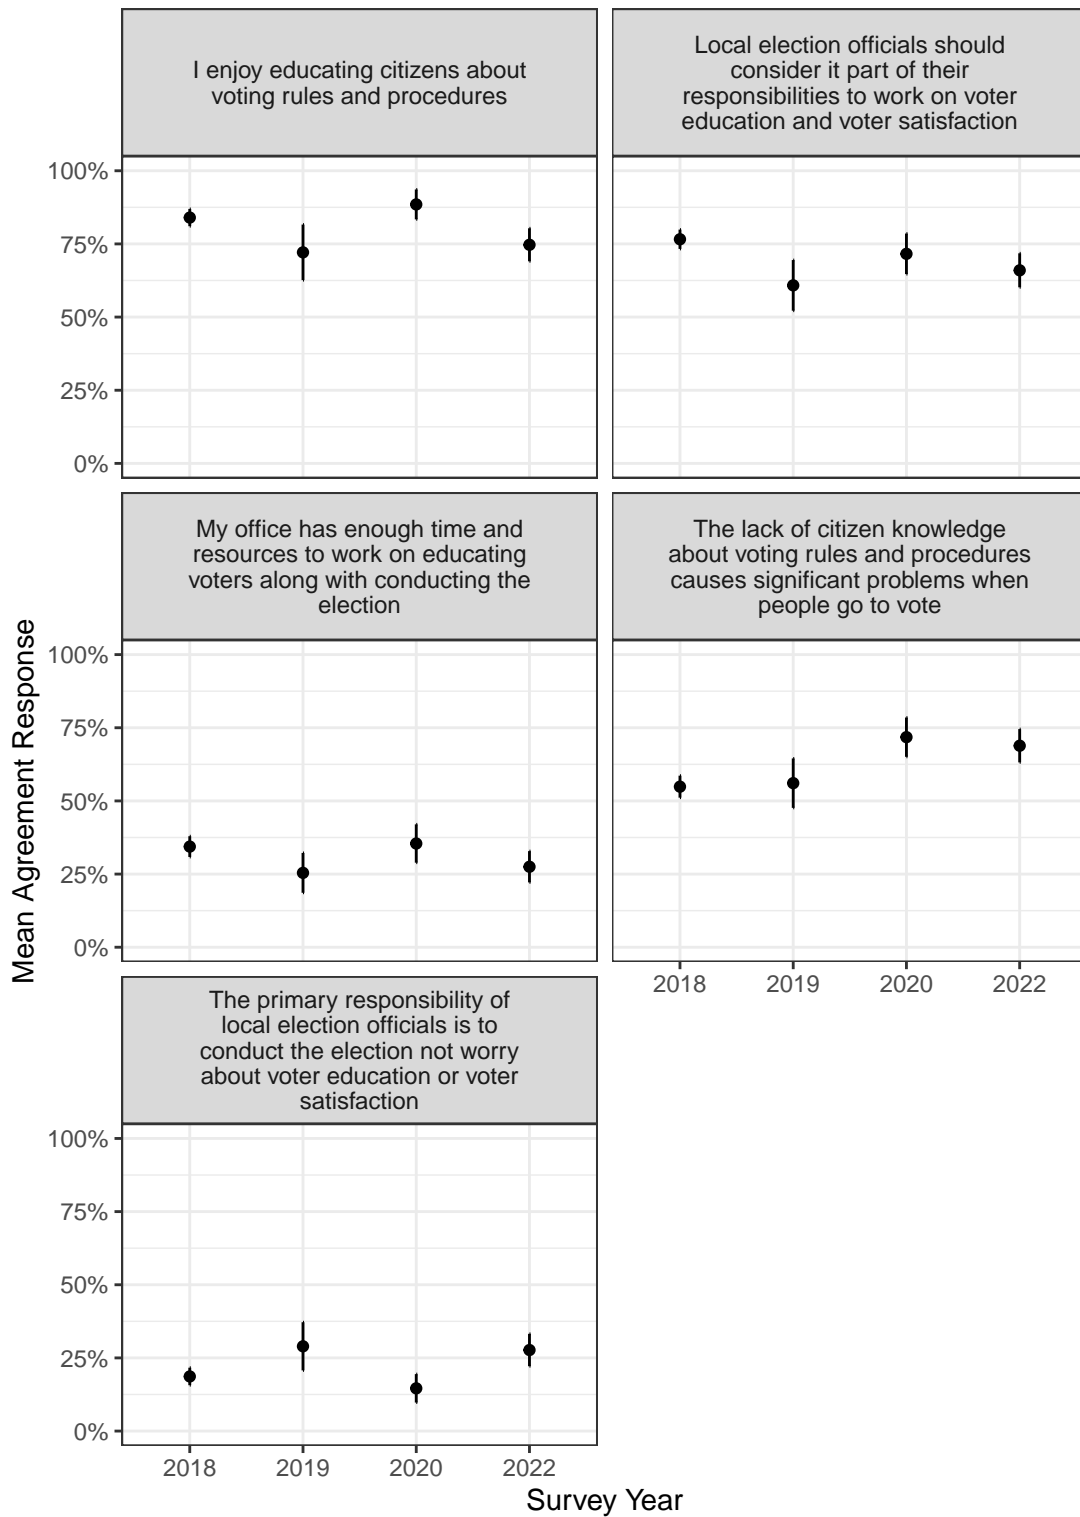 I enjoy educating citizens about
voting rules and procedures
Local election officials should
consider it part of their
responsibilities to work on voter
education and voter satisfaction
100%
75%
50%
25%
0%
My office has enough time and
resources to work on educating
voters along with conducting the
election
The lack of citizen knowledge
about voting rules and procedures
causes significant problems when
people go to vote
100%
75%
50%
25%
0%
2018 2019 2020 2022
The primary responsibility of
local election officials is to
conduct the election not worry
about voter education or voter
satisfaction
100%
75%
50%
25%
0%
2018 2019 2020 2022
Survey Year
Mean Agreement Response